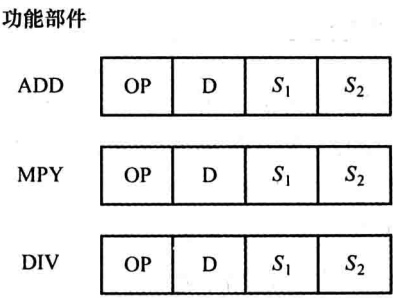 功能部件
ADD OP D S₁ S₂
MPY OP D S₁ S₂
DIV OP D S₁ S₂